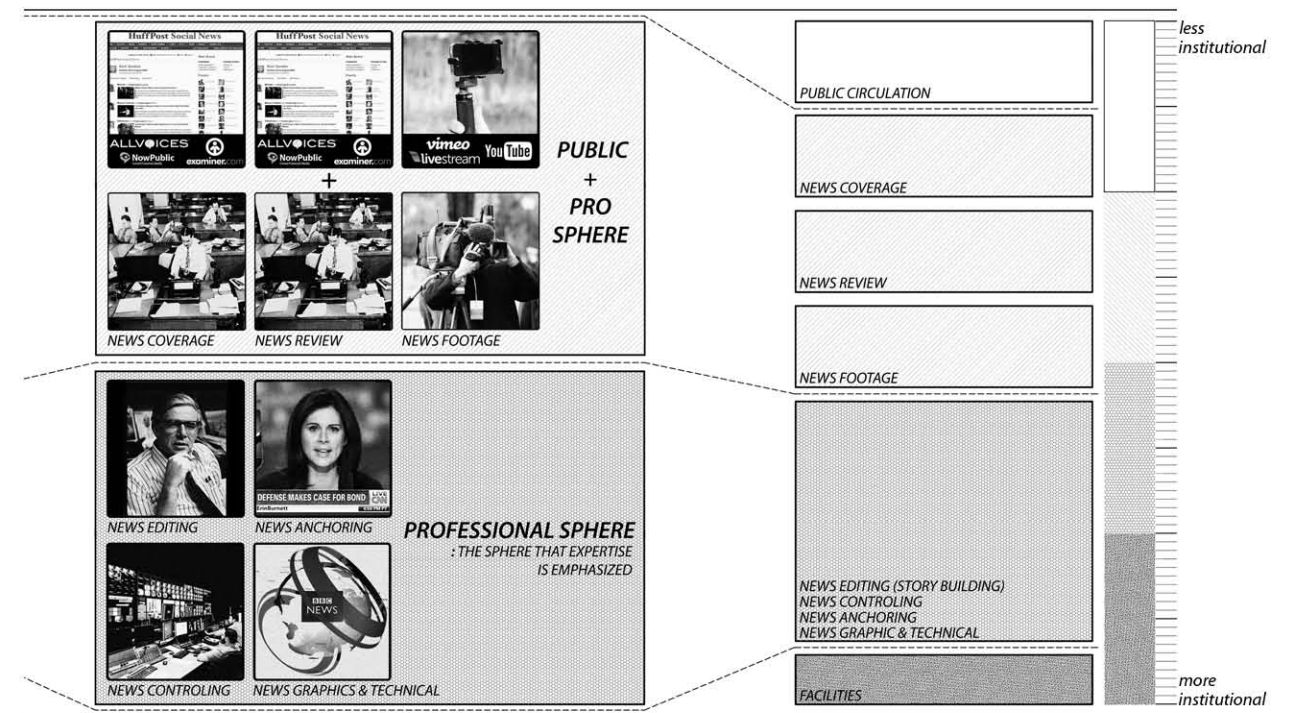 HuffPost Social News
HuffPost Social News
ALLVOICES
NowPublic
examiner.com
ALLVOICES
NowPublic
examiner.com
vimeo
livestream
YouTube
+
PUBLIC
+
PRO
SPHERE
NEWS COVERAGE
NEWS REVIEW
NEWS FOOTAGE
DEFENSE MAKES CASE FOR BOND
LIVE
CNN
ErinBurnett
NEWS EDITING
NEWS ANCHORING
PROFESSIONAL SPHERE
: THE SPHERE THAT EXPERTISE
IS EMPHASIZED
BBC
NEWS
NEWS CONTROLING
NEWS GRAPHICS & TECHNICAL
PUBLIC CIRCULATION
NEWS COVERAGE
NEWS REVIEW
NEWS FOOTAGE
NEWS EDITING (STORY BUILDING)
NEWS CONTROLING
NEWS ANCHORING
NEWS GRAPHIC & TECHNICAL
FACILITIES
less
institutional
more
institutional